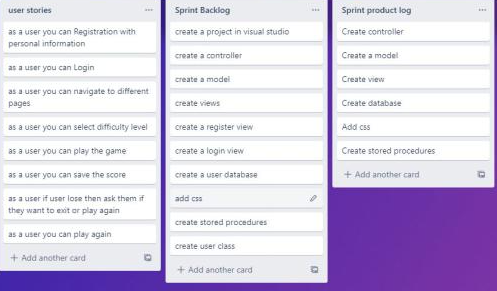 user stories
as a user you can Registration with
personal information
as a user you can Login
as a user you can navigate to different
pages
as a user you can select difficulty level
as a user you can play the game
as a user you can save the score
as a user if user lose then ask them if
they want to exit or play again
as a user you can play again
+ Add another card
Sprint Backlog
create a project in visual studio
create a controller
create a model
create views
create a register view
create a login view
create a user database
add css
create stored procedures
create user class
+ Add another card
Sprint product log
Create controller
Create a model
Create view
Create database
Add css
Create stored procedures
+ Add another card